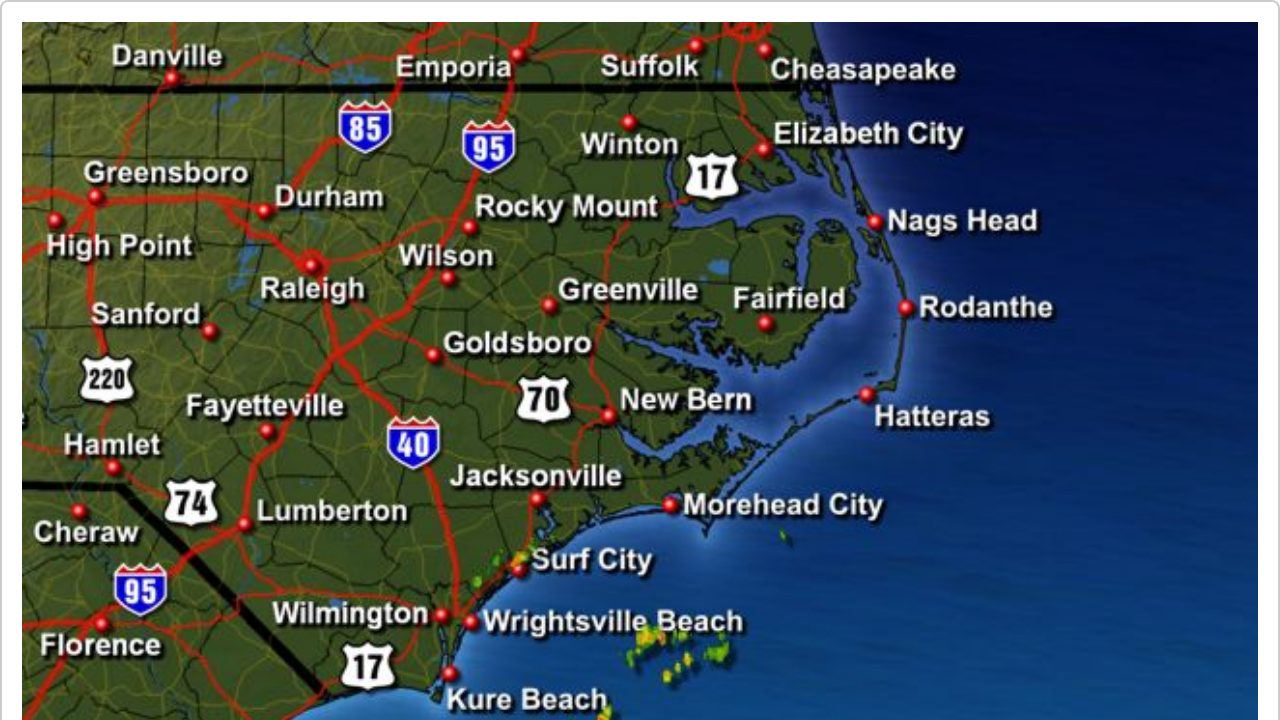 Danville
Emporia
Suffolk
Cheasapeake
85
95
Winton
Elizabeth City
17
Greensboro
Durham
Rocky Mount
Nags Head
High Point
Wilson
Raleigh
Greenville
Fairfield
Rodanthe
Sanford
Goldsboro
220
70
New Bern
Fayetteville
Hatteras
40
Hamlet
Jacksonville
74
Lumberton
Morehead City
Cheraw
Surf City
95
Wilmington
Wrightsville Beach
Florence
17
Kure Beach